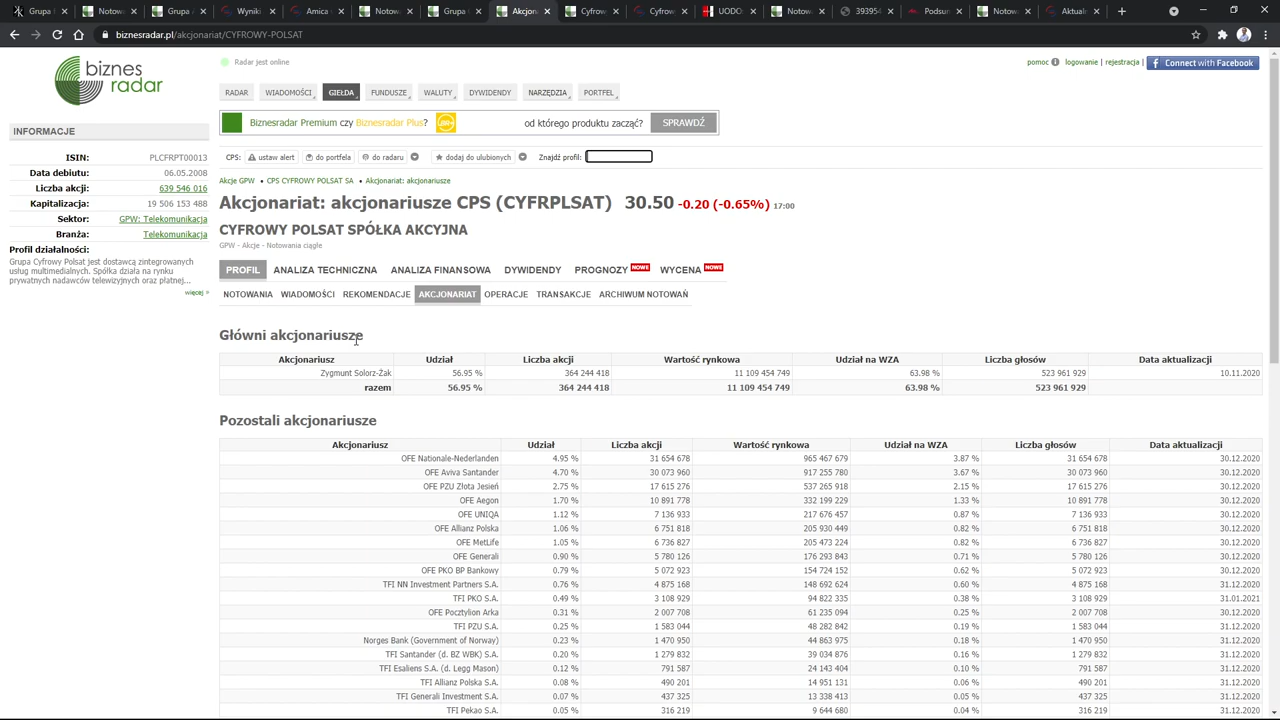 Akcjon
UODO
Notowa
393954
Podsun
Notowa
biznesradar.pl/akcjonariat/CYFROWY-POLSAT
biznes radar
Radar jest online
pomoc logowanie | rejestracja | Connect with Facebook
RADAR WIADOMOŚCI GIEŁDA FUNDUSZE WALUTY DYWIDENDY NARZĘDZIA PORTFEL
Biznesradar Premium czy Biznesradar Plus? od którego produktu zacząć? SPRAWDŹ
INFORMACJE
ISIN: PLCFRPT00013
Data debiutu: 06.05.2008
Liczba akcji: 639 546 016
Kapitalizacja: 19 506 153 488
Sektor: GPW: Telekomunikacja
Branża: Telekomunikacja
Profil działalności:
Grupa Cyfrowy Polsat jest dostawcą zintegrowanych
usług multimedialnych. Spółka działa na rynku
prywatnych nadawców telewizyjnych oraz płatnej...
więcej »
CPS: ustaw alert do portfela do radaru dodaj do ulubionych Znajdź profil:
Akcje GPW • CPS CYFROWY POLSAT SA • Akcjonariat: akcjonariusze
Akcjonariat: akcjonariusze CPS (CYFRPLSAT) 30.50 -0.20 (-0.65%) 17:00
CYFROWY POLSAT SPÓŁKA AKCYJNA
GPW - Akcje - Notowania ciągłe
PROFIL ANALIZA TECHNICZNA ANALIZA FINANSOWA DYWIDENDY PROGNOZY NOWE WYCENA NOWE
NOTOWANIA WIADOMOŚCI REKOMENDACJE AKCJONARIAT OPERACJE TRANSAKCJE ARCHIWUM NOTOWAŃ
Główni akcjonariusze
Akcjonariusz Udział Liczba akcji Wartość rynkowa Udział na WZA Liczba głosów Data aktualizacji
Zygmunt Solorz-Żak 56.95 % 364 244 418 11 109 454 749 63.98 % 523 961 929 10.11.2020
razem 56.95 % 364 244 418 11 109 454 749 63.98 % 523 961 929
Pozostali akcjonariusze
Akcjonariusz Udział Liczba akcji Wartość rynkowa Udział na WZA Liczba głosów Data aktualizacji
OFE Nationale-Nederlanden 4.95 % 31 654 678 965 467 679 3.87 % 31 654 678 30.12.2020
OFE Aviva Santander 4.70 % 30 073 960 917 255 780 3.67 % 30 073 960 30.12.2020
OFE PZU Złota Jesień 2.75 % 17 615 276 537 265 918 2.15 % 17 615 276 30.12.2020
OFE Aegon 1.70 % 10 891 778 332 199 229 1.33 % 10 891 778 30.12.2020
OFE UNIQA 1.12 % 7 136 933 217 676 457 0.87 % 7 136 933 30.12.2020
OFE Allianz Polska 1.06 % 6 751 818 205 930 449 0.82 % 6 751 818 30.12.2020
OFE MetLife 1.05 % 6 736 827 205 473 224 0.82 % 6 736 827 30.12.2020
OFE Generali 0.90 % 5 780 126 176 293 843 0.71 % 5 780 126 30.12.2020
OFE PKO BP Bankowy 0.79 % 5 072 923 154 724 152 0.62 % 5 072 923 30.12.2020
TFI NN Investment Partners S.A. 0.76 % 4 875 168 148 692 624 0.60 % 4 875 168 31.12.2020
TFI PKO S.A. 0.49 % 3 108 929 94 822 335 0.38 % 3 108 929 31.01.2021
OFE Pocztylion Arka 0.31 % 2 007 708 61 235 094 0.25 % 2 007 708 30.12.2020
TFI PZU S.A. 0.25 % 1 583 044 48 282 842 0.19 % 1 583 044 31.12.2020
Norges Bank (Government of Norway) 0.23 % 1 470 950 44 863 975 0.18 % 1 470 950 31.12.2020
TFI Santander (d. BZ WBK) S.A. 0.20 % 1 279 832 39 034 876 0.16 % 1 279 832 31.12.2020
TFI Esaliens S.A. (d. Legg Mason) 0.12 % 791 587 24 143 404 0.10 % 791 587 31.12.2020
TFI Allianz Polska S.A. 0.08 % 490 201 14 951 131 0.06 % 490 201 31.12.2020
TFI Generali Investment S.A. 0.07 % 437 325 13 338 413 0.05 % 437 325 31.12.2020
TFI Pekao S.A. 0.05 % 316 219 9 644 680 0.04 % 316 219 31.12.2020